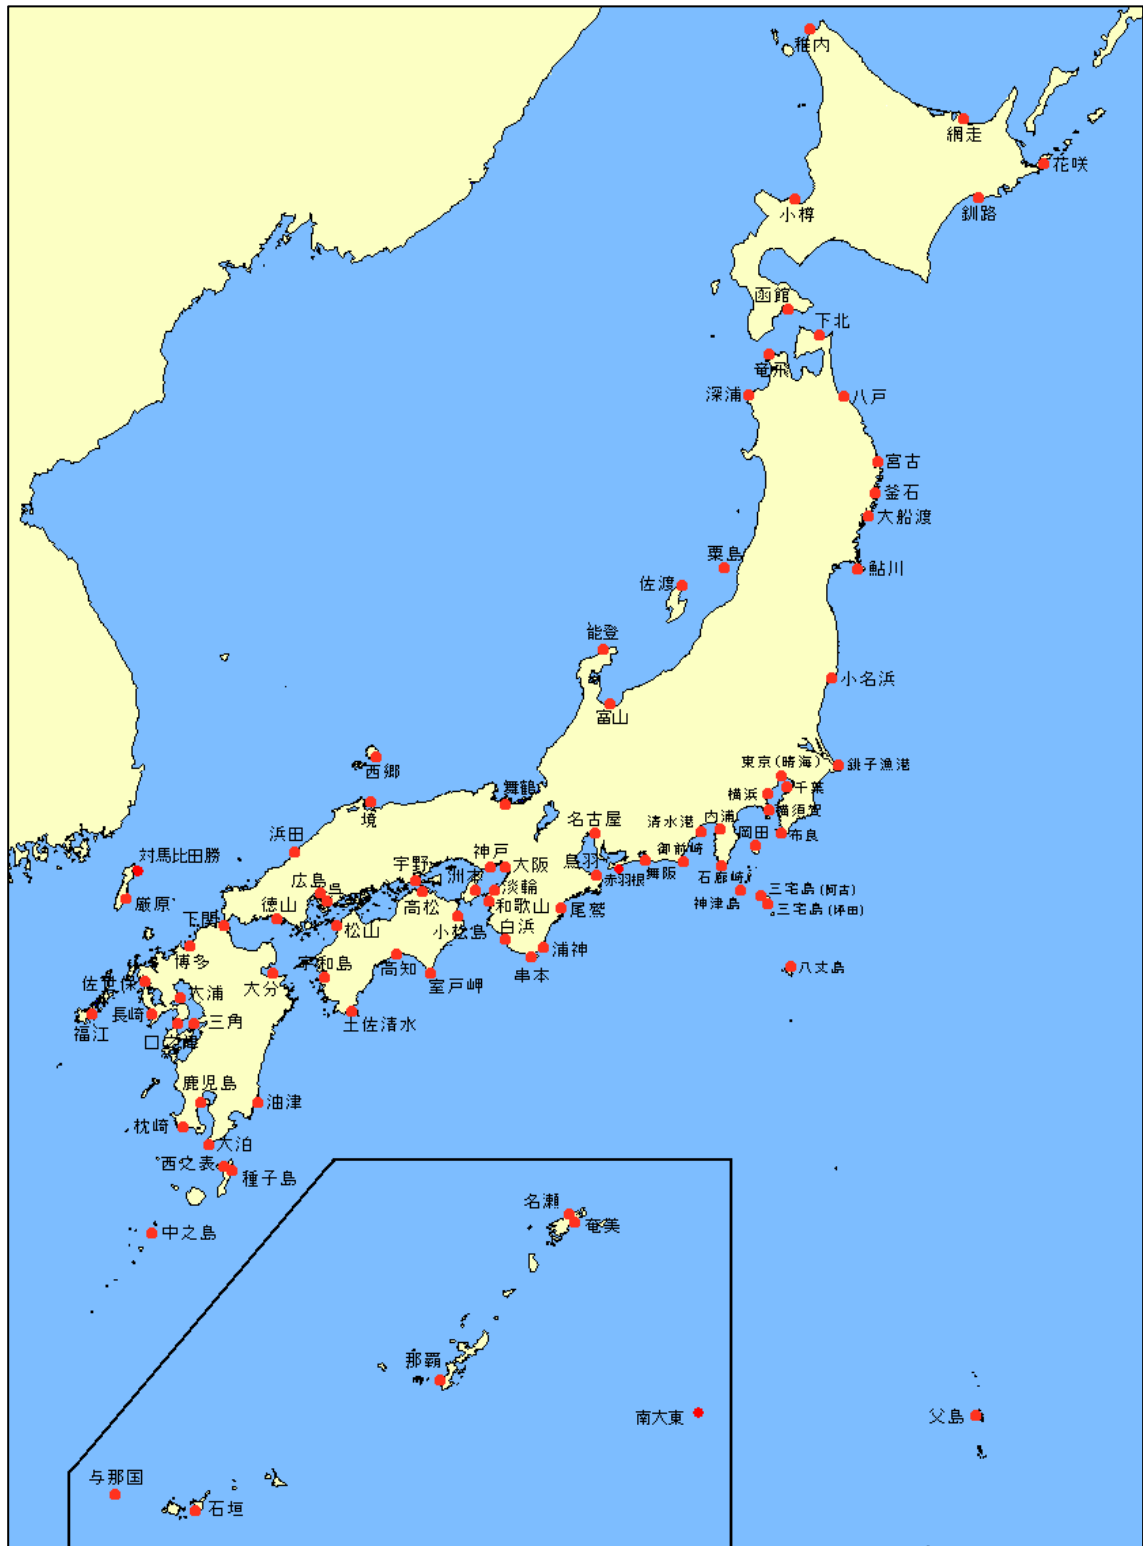 稚内
網走
花咲
釧路
小樽
函館
下北
竜飛
深浦
八戸
宮古
釜石
大船渡
鮎川
粟島
佐渡
能登
小名浜
富山
東京(晴海)
銚子漁港
千葉
横浜
横須賀
西郷
境
舞鶴
名古屋
清水港
内浦
岡田
布良
浜田
御前崎
対馬比田勝
宇野
神戸
大阪
鳥羽
赤羽根
舞阪
石廊崎
広島
呉
洲本
淡輪
神津島
三宅島(阿古)
三宅島(坪田)
厳原
高松
和歌山
尾鷲
下関
徳山
松山
小松島
白浜
浦神
博多
串本
八丈島
佐世保
大分
宇和島
高知
室戸岬
大浦
福江
長崎
三角
口之津
土佐清水
鹿児島
油津
枕崎
大泊
西之表
種子島
中之島
名瀬
奄美
那覇
南大東
父島
与那国
石垣